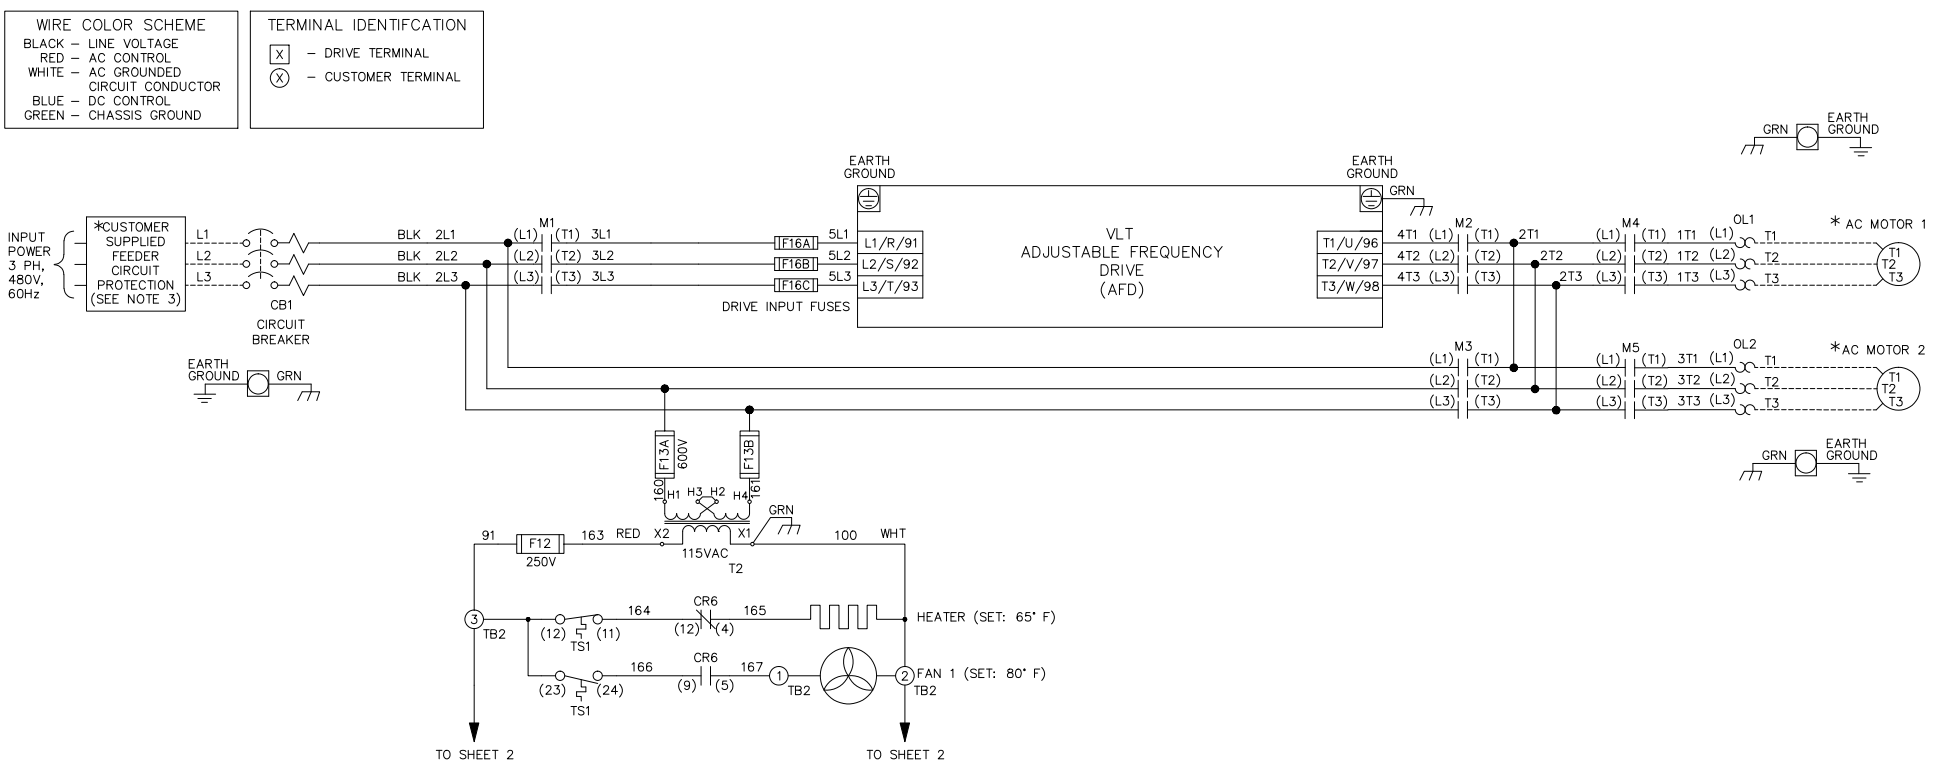 WIRE COLOR SCHEME
BLACK – LINE VOLTAGE
RED – AC CONTROL
WHITE – AC GROUNDED
CIRCUIT CONDUCTOR
BLUE – DC CONTROL
GREEN – CHASSIS GROUND
TERMINAL IDENTIFCATION
X – DRIVE TERMINAL
X – CUSTOMER TERMINAL
GRN
EARTH
GROUND
EARTH
GROUND
EARTH
GROUND
GRN
INPUT
POWER
3 PH,
480V,
60Hz
*CUSTOMER
SUPPLIED
FEEDER
CIRCUIT
PROTECTION
(SEE NOTE 3)
L1
L2
L3
CB1
CIRCUIT
BREAKER
BLK 2L1
BLK 2L2
BLK 2L3
M1
(L1) (T1) 3L1
(L2) (T2) 3L2
(L3) (T3) 3L3
F16A 5L1
F16B 5L2
F16C 5L3
DRIVE INPUT FUSES
L1/R/91
L2/S/92
L3/T/93
VLT
ADJUSTABLE FREQUENCY
DRIVE
(AFD)
T1/U/96
T2/V/97
T3/W/98
M2
4T1 (L1) (T1) 2T1
4T2 (L2) (T2) 2T2
4T3 (L3) (T3) 2T3
M4
(L1) (T1) 1T1 (L1)
(L2) (T2) 1T2 (L2)
(L3) (T3) 1T3 (L3)
OL1
T1
T2
T3
* AC MOTOR 1
T1
T2
T3
EARTH
GROUND
GRN
M3
(L1) (T1)
(L2) (T2)
(L3) (T3)
M5
(L1) (T1) 3T1 (L1)
(L2) (T2) 3T2 (L2)
(L3) (T3) 3T3 (L3)
OL2
T1
T2
T3
*AC MOTOR 2
T1
T2
T3
GRN
EARTH
GROUND
F13A
600V
F13B
160
161
H1 H3 H2 H4
GRN
91
F12
250V
163 RED X2
X1
115VAC
T2
100 WHT
3
TB2
(12) (11)
TS1
164
CR6
(12) (4)
165
HEATER (SET: 65° F)
(23) (24)
TS1
166
CR6
(9) (5)
167
1
TB2
2
TB2
FAN 1 (SET: 80° F)
TO SHEET 2
TO SHEET 2